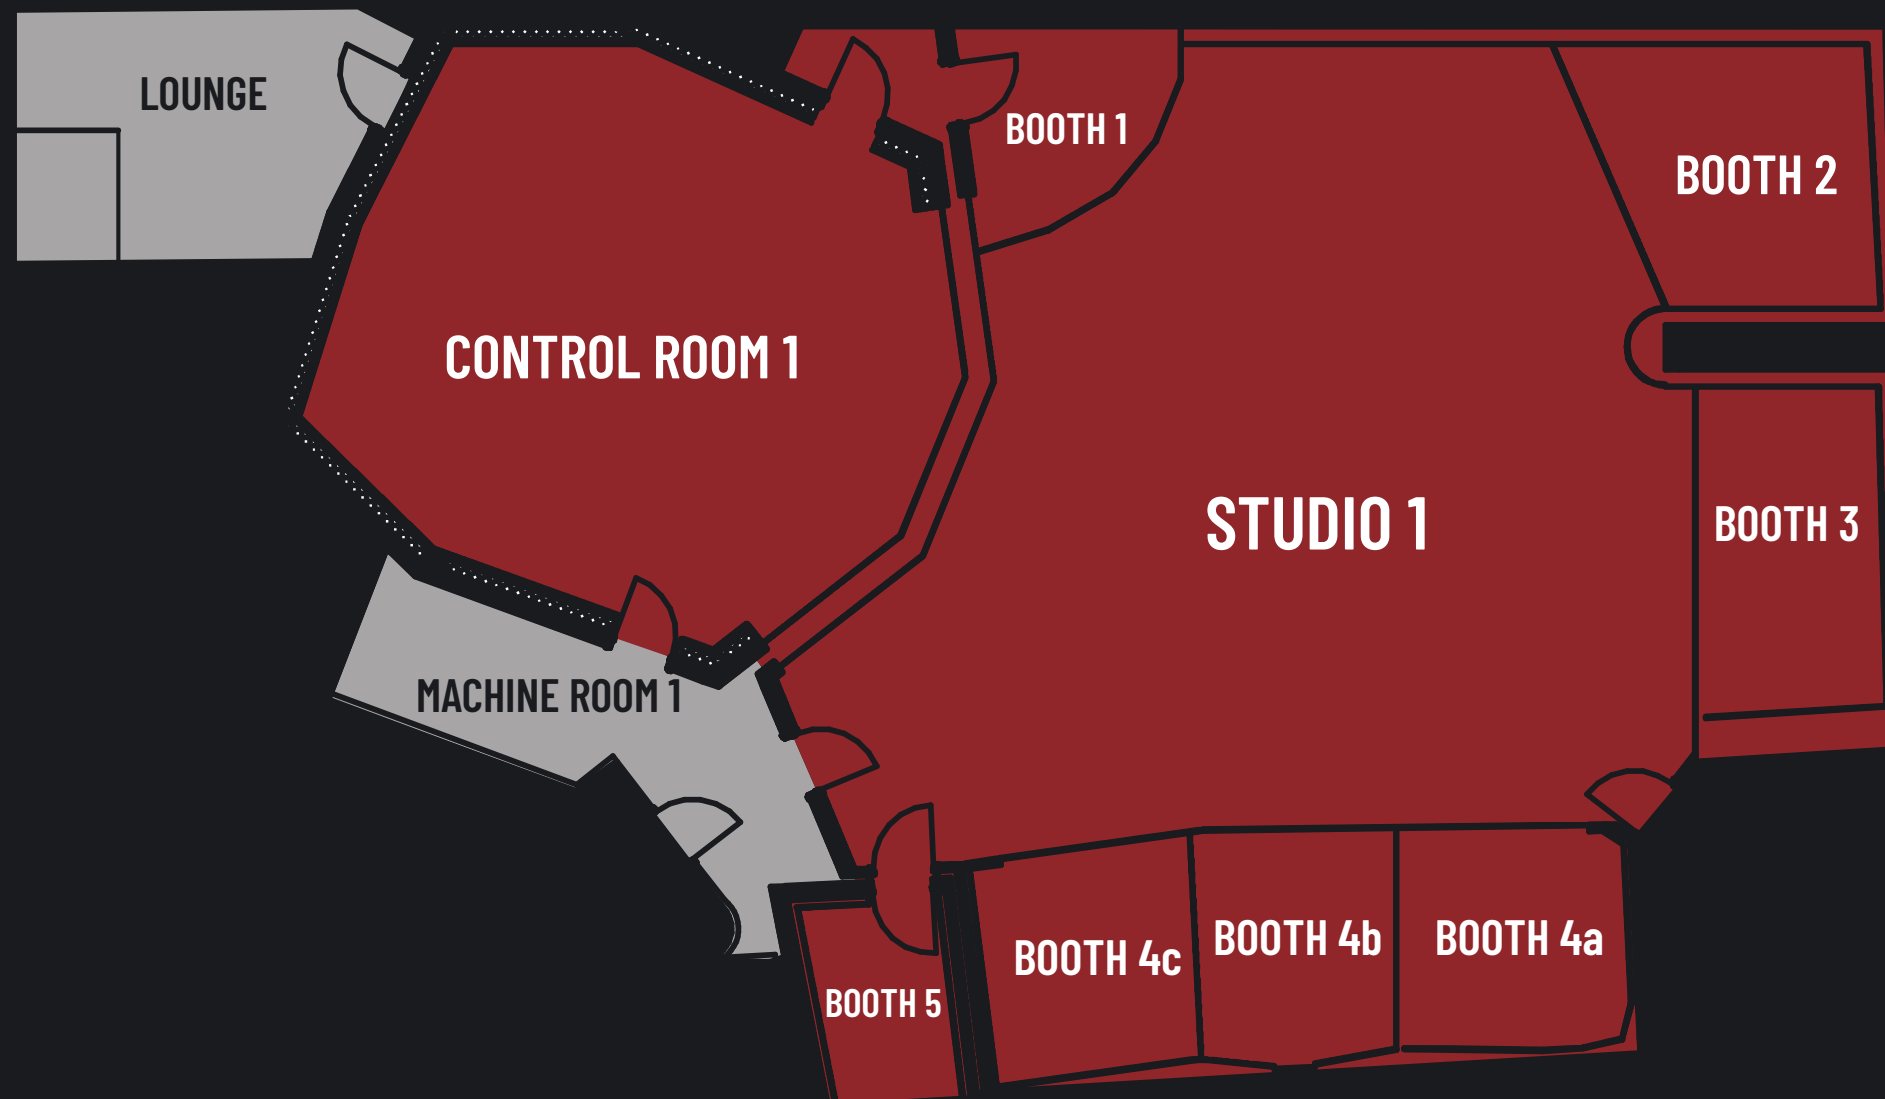 LOUNGE
BOOTH 1
BOOTH 2
CONTROL ROOM 1
STUDIO 1
BOOTH 3
MACHINE ROOM 1
BOOTH 4c
BOOTH 4b
BOOTH 4a
BOOTH 5